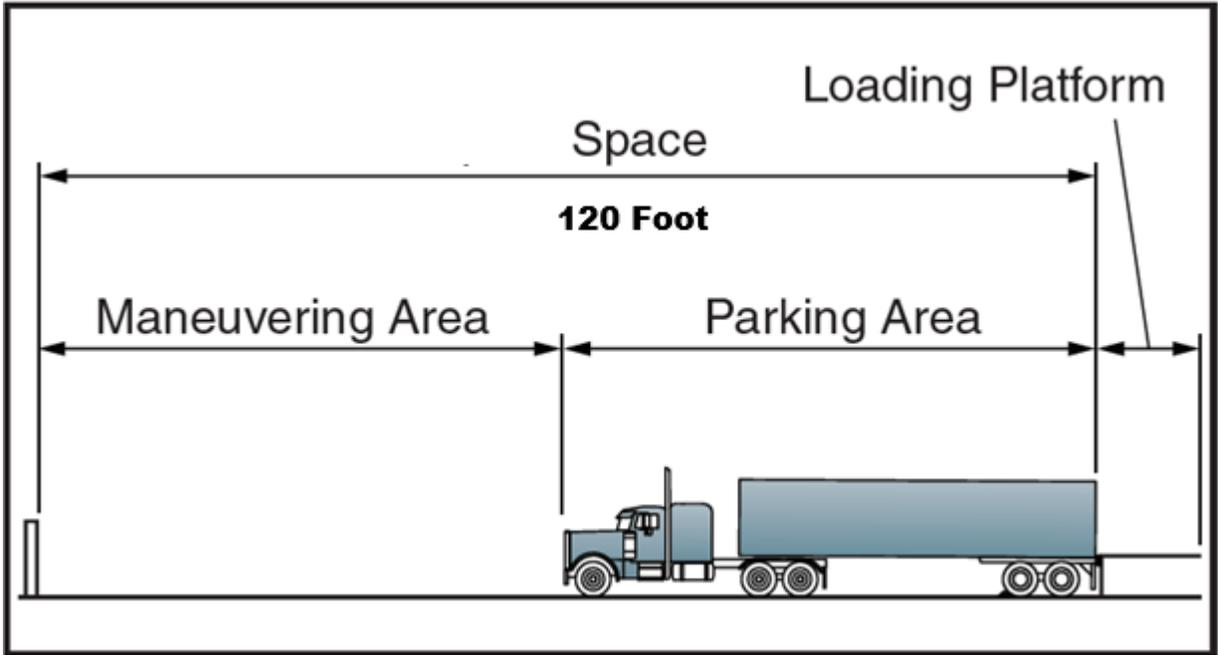 Loading Platform
Space
120 Foot
Maneuvering Area
Parking Area